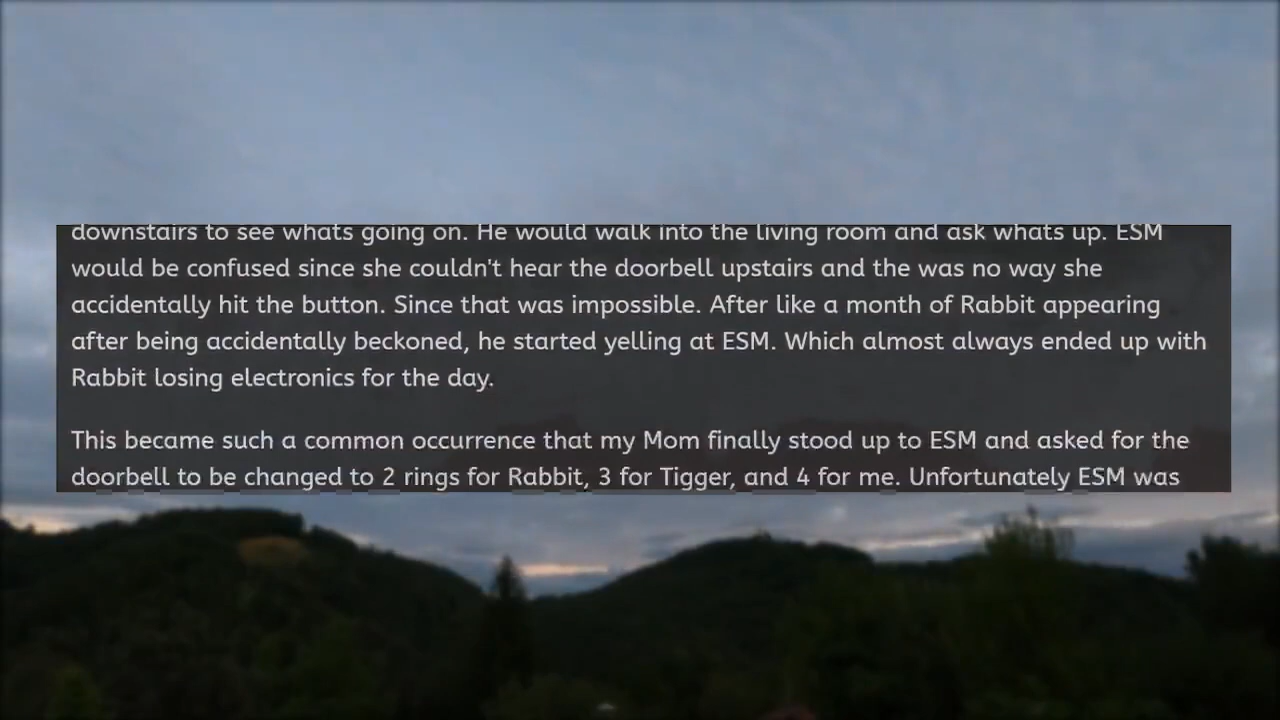 downstairs to see whats going on. He would walk into the living room and ask whats up. ESM
would be confused since she couldn't hear the doorbell upstairs and the was no way she
accidentally hit the button. Since that was impossible. After like a month of Rabbit appearing
after being accidentally beckoned, he started yelling at ESM. Which almost always ended up with
Rabbit losing electronics for the day.
This became such a common occurrence that my Mom finally stood up to ESM and asked for the
doorbell to be changed to 2 rings for Rabbit, 3 for Tigger, and 4 for me. Unfortunately ESM was